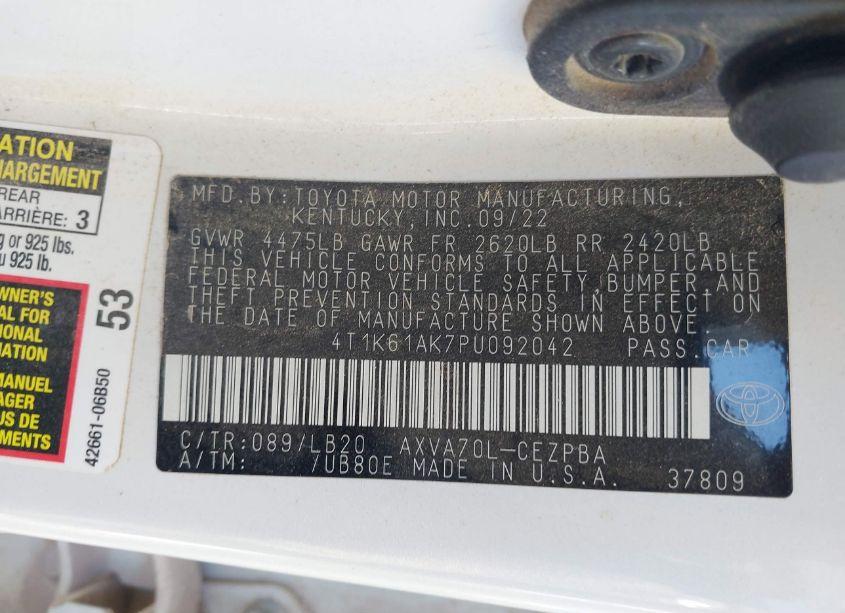 ATION
HARGEMENT
REAR
ARRIÈRE: 3
g or 925 lbs.
u 925 lb.
WNER'S
AL FOR
IONAL
MATION
MANUEL
AGER
US DE
EMENTS
53
42661-06B50
MFD.BY:TOYOTA MOTOR MANUFACTURING,
KENTUCKY,INC.09/22
GVWR 4475LB GAWR FR 2620LB RR 2420LB
THIS VEHICLE CONFORMS TO ALL APPLICABLE
FEDERAL MOTOR VEHICLE SAFETY,BUMPER,AND
THEFT PREVENTION STANDARDS IN EFFECT ON
THE DATE OF MANUFACTURE SHOWN ABOVE.
4T1K61AK7PU092042 PASS.CAR
C/TR:089/LB20 AXVA70L-CEZPBA
A/TM: /UB80E MADE IN U.S.A. 37809